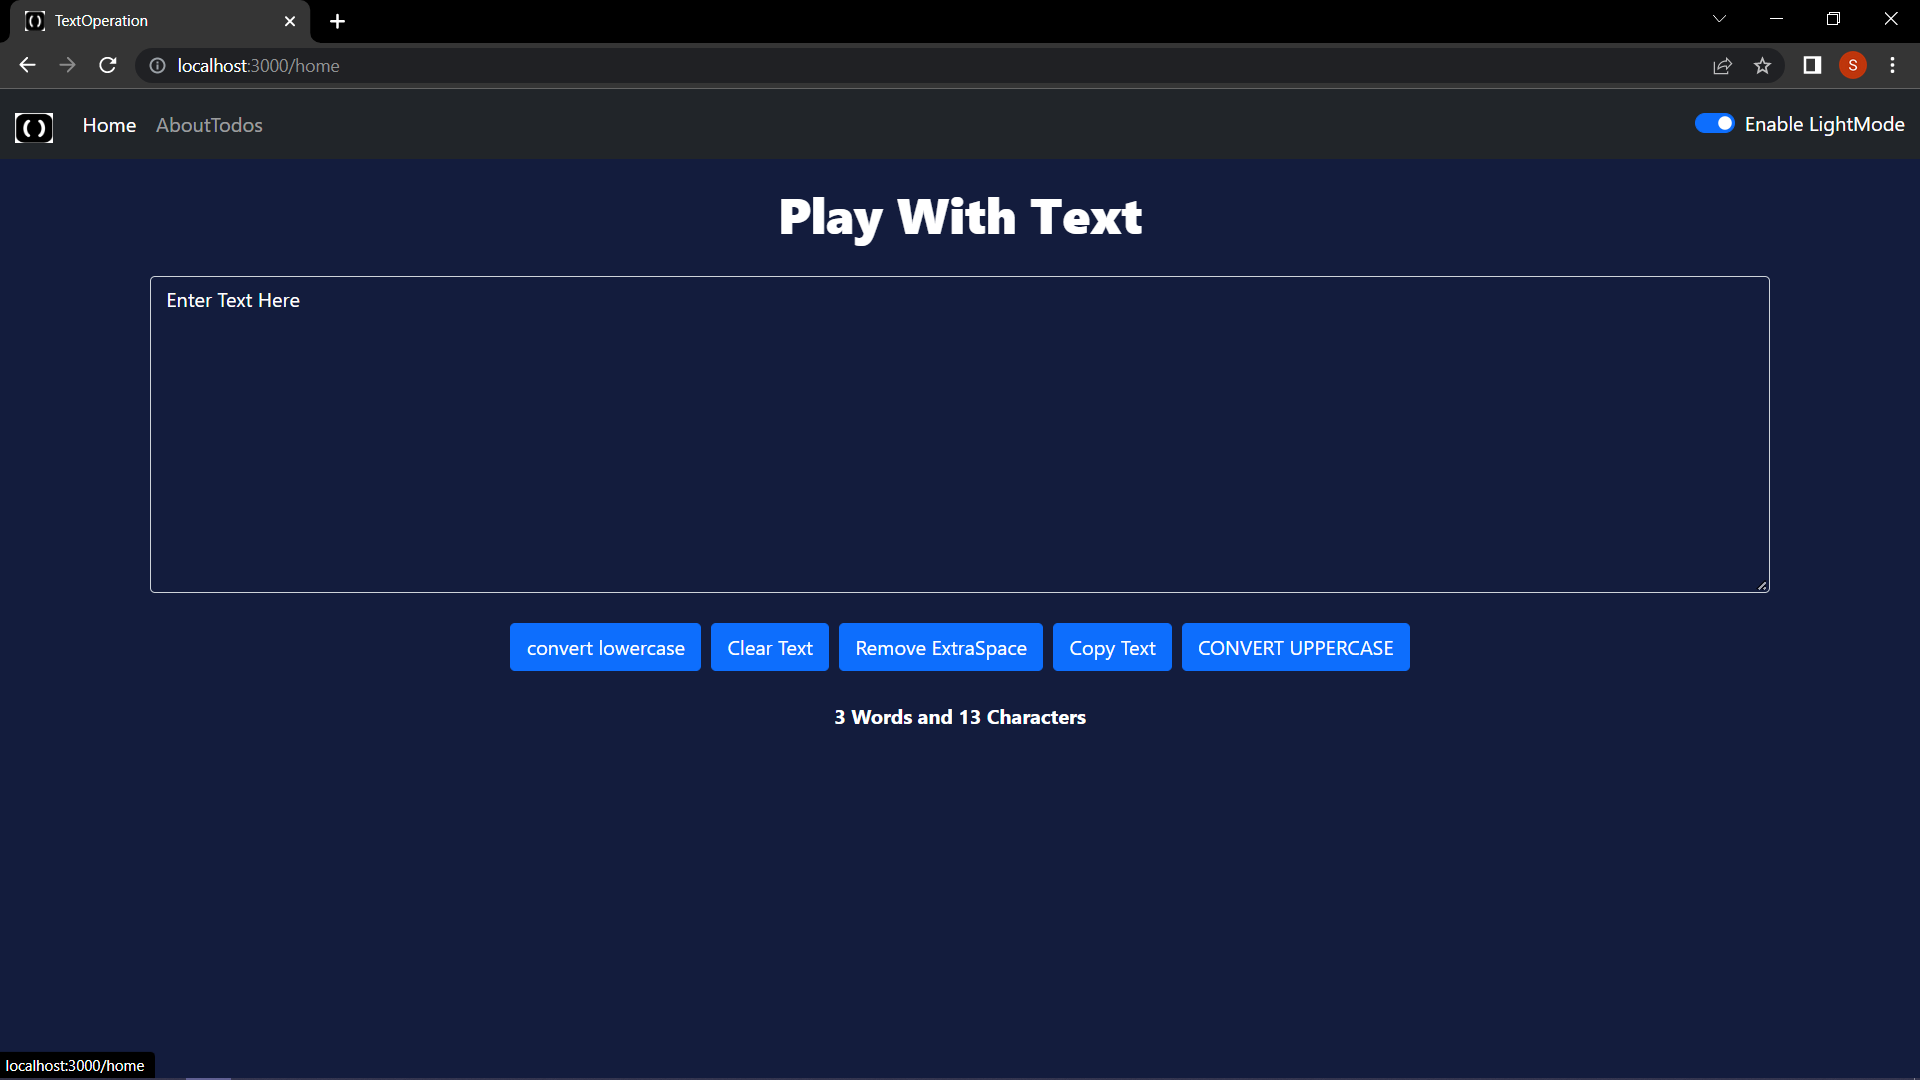 TextOperation
localhost:3000/home
S
Home AboutTodos Enable LightMode
Play With Text
Enter Text Here
convert lowercase Clear Text Remove ExtraSpace Copy Text CONVERT UPPERCASE
3 Words and 13 Characters
localhost:3000/home